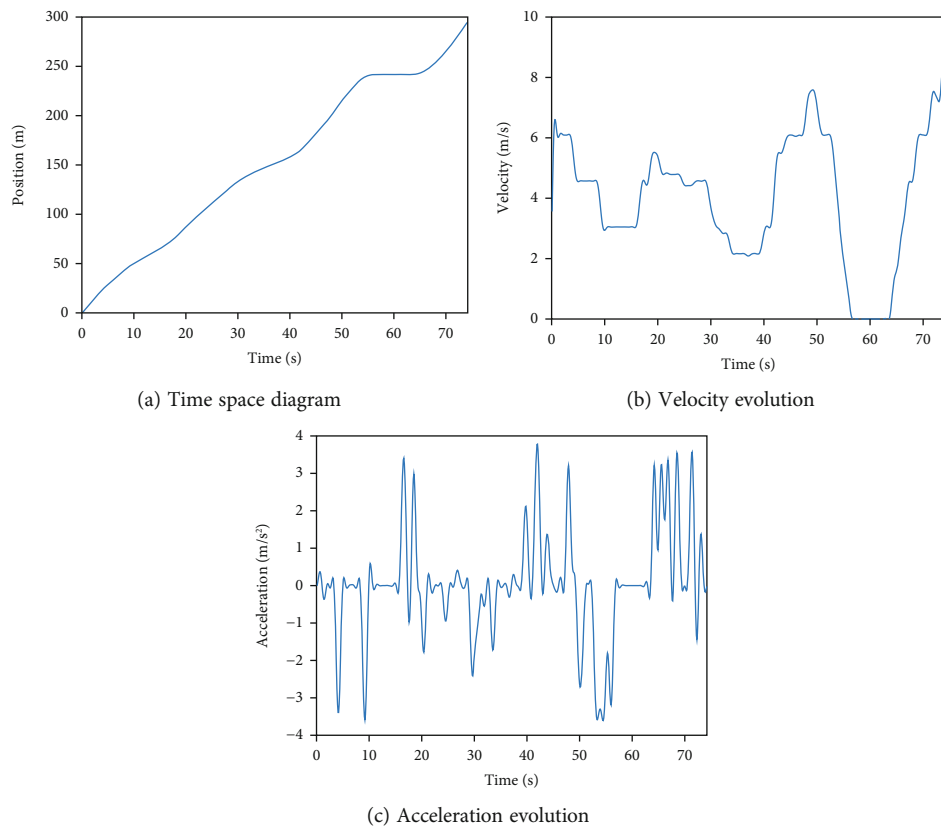 300
250
200
150
100
50
0
Position (m)
0 10 20 30 40 50 60 70
Time (s)
(a) Time space diagram
10
8
6
4
2
0
Velocity (m/s)
0 10 20 30 40 50 60 70
Time (s)
(b) Velocity evolution
4
3
2
1
0
−1
−2
−3
−4
Acceleration (m/s²)
0 10 20 30 40 50 60 70
Time (s)
(c) Acceleration evolution